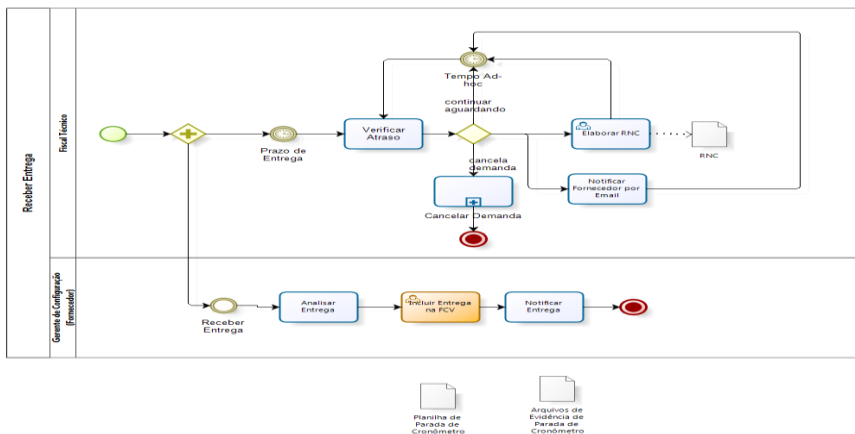 Receber Entrega
Fiscal Técnico
Tempo Ad-
hoc
continuar
aguardando
Prazo de
Entrega
Verificar
Atraso
Elaborar RNC
RNC
cancela
demanda
Notificar
Fornecedor por
Email
Cancelar Demanda
Gerente de Configuração
(Fornecedor)
Receber
Entrega
Analisar
Entrega
Incluir Entrega
na FCV
Notificar
Entrega
Planilha de
Parada de
Cronômetro
Arquivos de
Evidência de
Parada de
Cronômetro